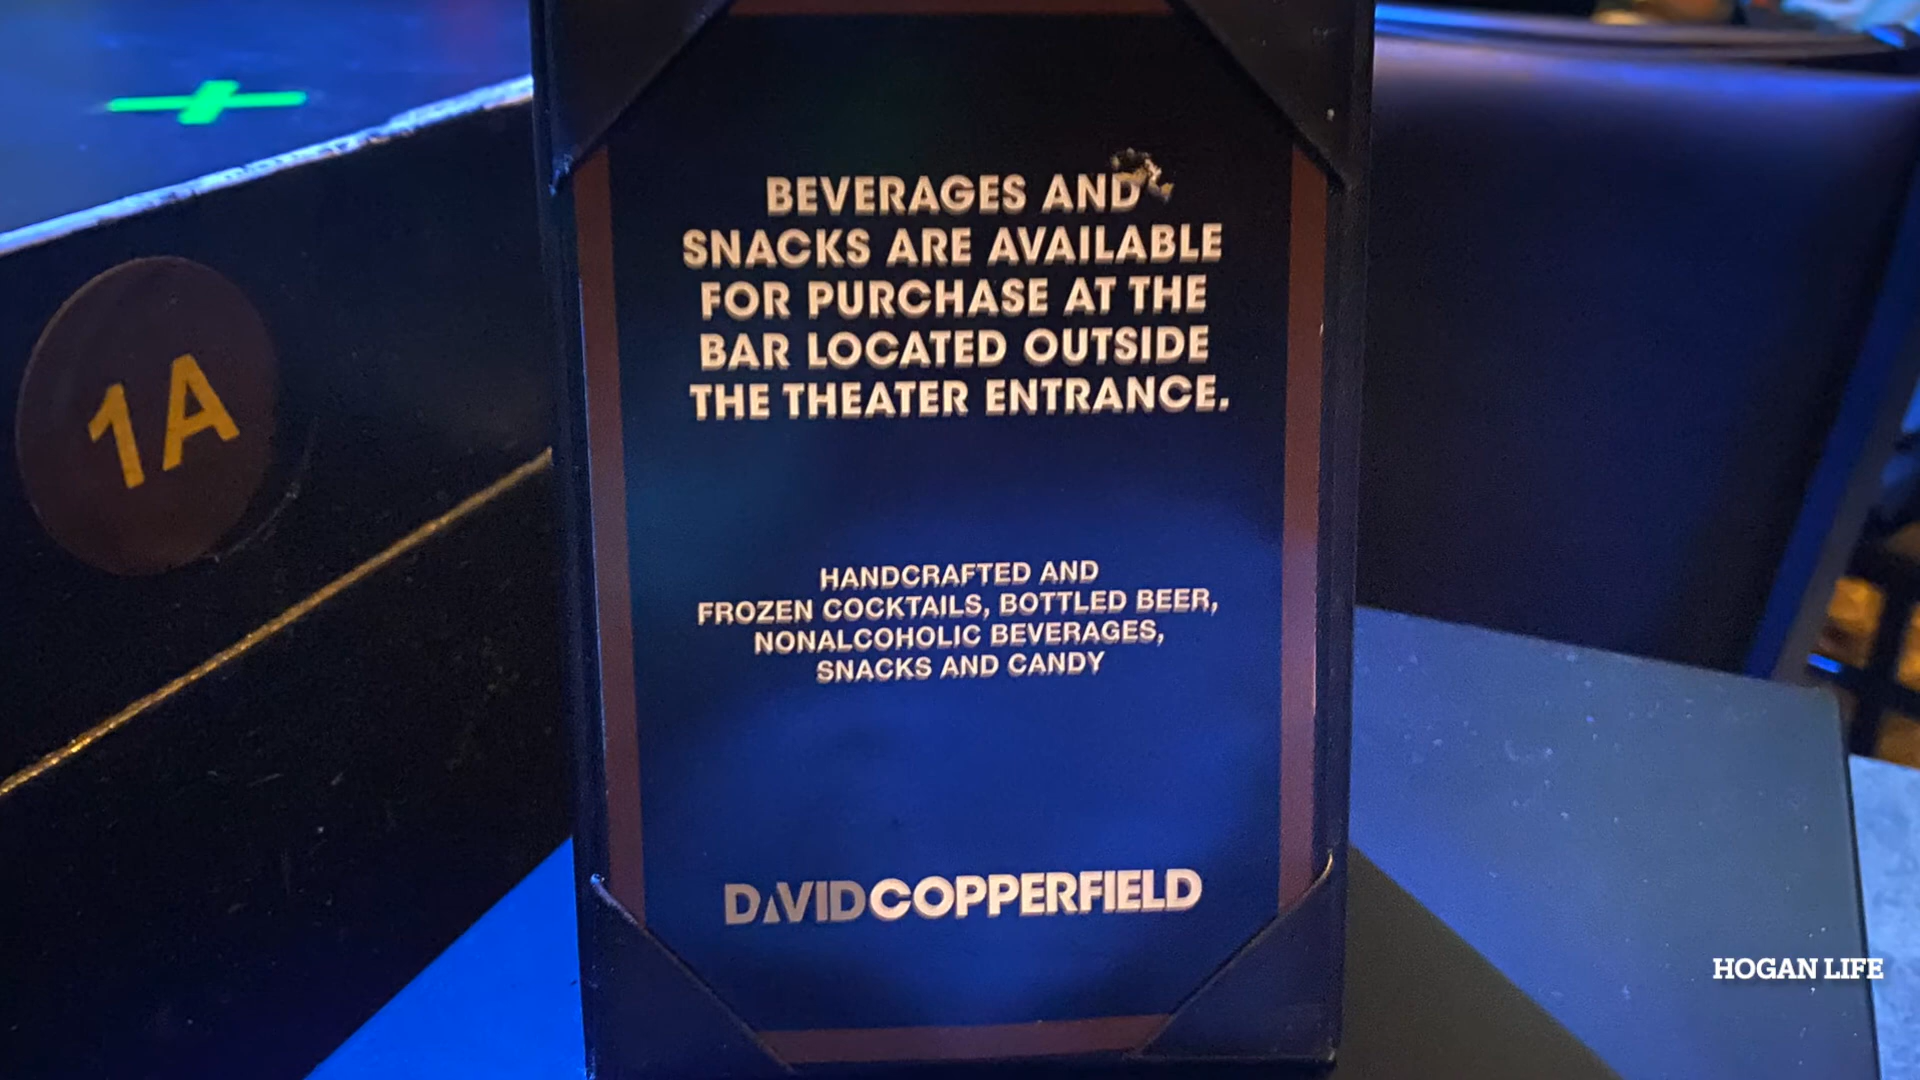 1A
BEVERAGES AND
SNACKS ARE AVAILABLE
FOR PURCHASE AT THE
BAR LOCATED OUTSIDE
THE THEATER ENTRANCE.
HANDCRAFTED AND
FROZEN COCKTAILS, BOTTLED BEER,
NONALCOHOLIC BEVERAGES,
SNACKS AND CANDY
DAVIDCOPPERFIELD
HOGAN LIFE